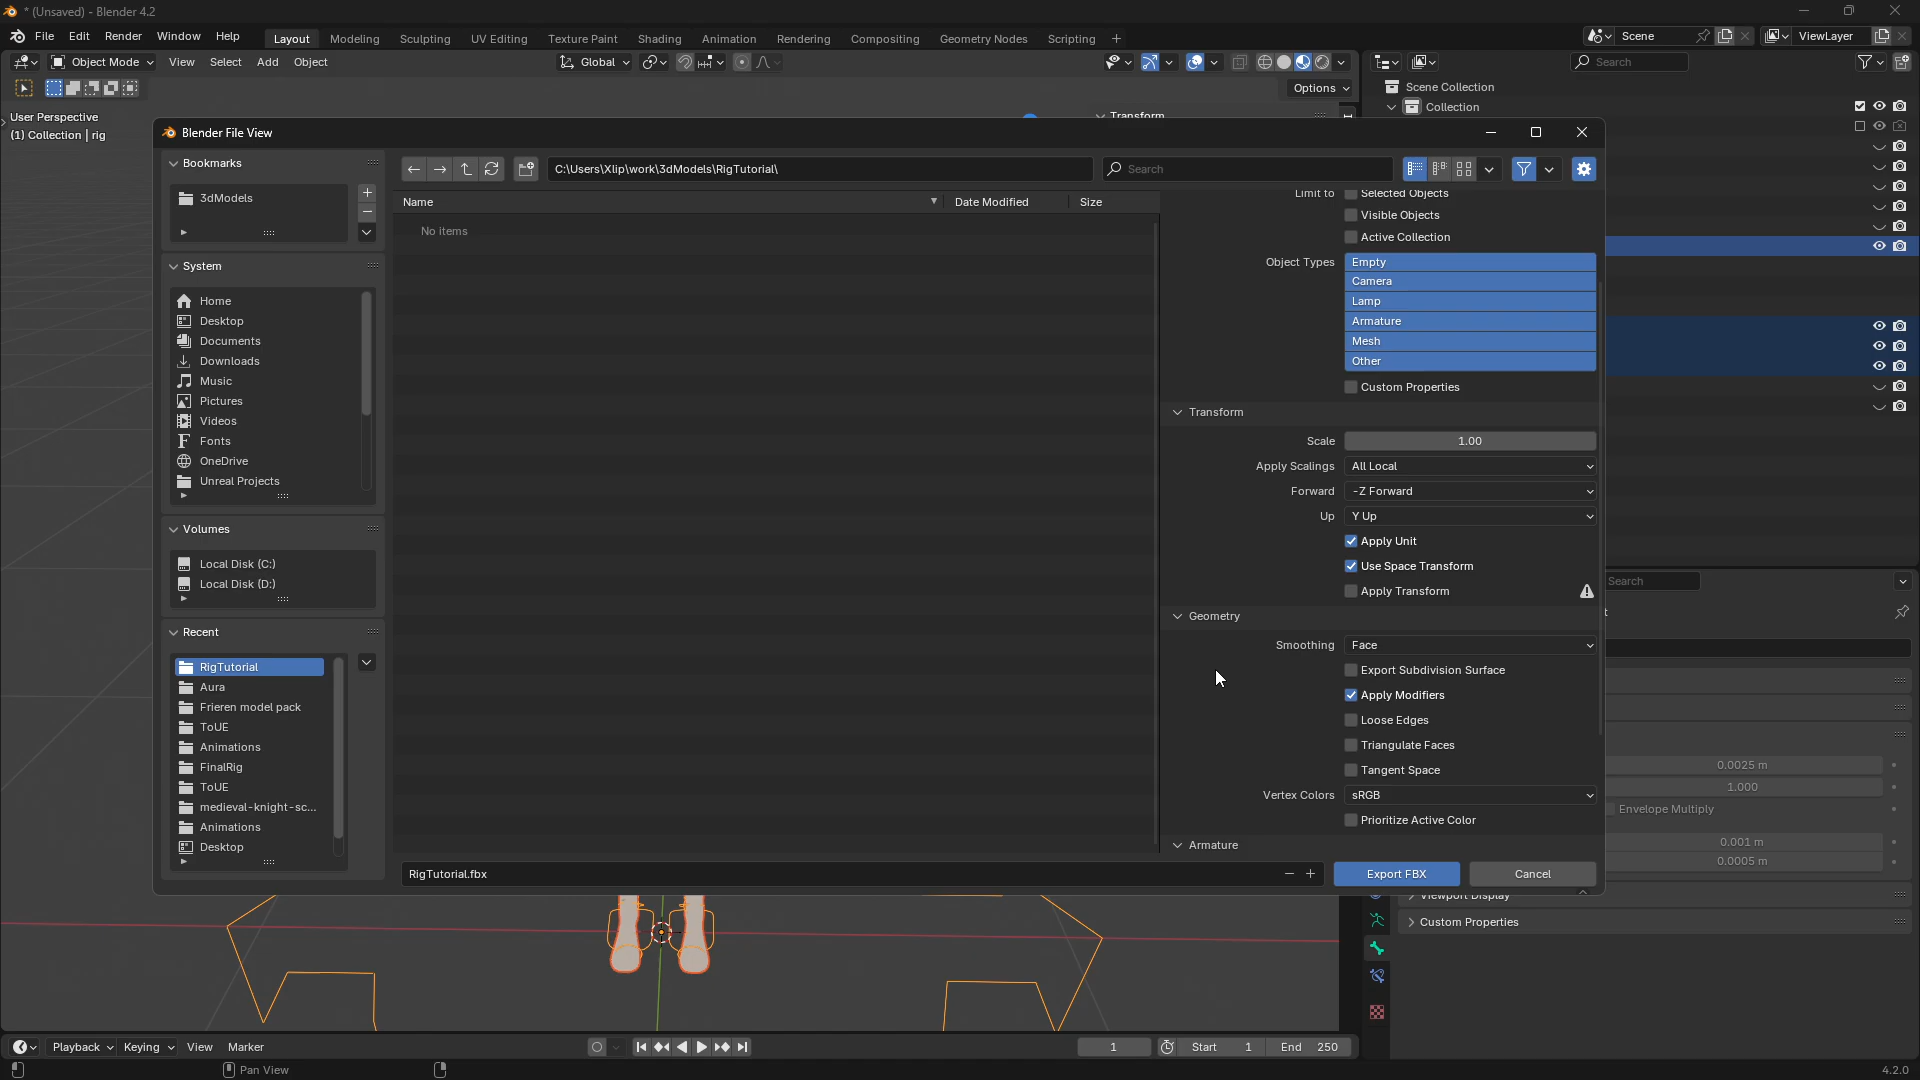 * (Unsaved) - Blender 4.2
File Edit Render Window Help Layout Modeling Sculpting UV Editing Texture Paint Shading Animation Rendering Compositing Geometry Nodes Scripting + Scene ViewLayer
Object Mode View Select Add Object Global Search
Options
Scene Collection
Collection
User Perspective
(1) Collection | rig
Transform
Blender File View
Bookmarks
3dModels
System
Home
Desktop
Documents
Downloads
Music
Pictures
Videos
Fonts
OneDrive
Unreal Projects
Volumes
Local Disk (C:)
Local Disk (D:)
Recent
RigTutorial
Aura
Frieren model pack
ToUE
Animations
FinalRig
ToUE
medieval-knight-sc...
Animations
Desktop
C:\Users\Xlip\work\3dModels\RigTutorial\
Search
Name Date Modified Size
No items
Limit to Selected Objects
Visible Objects
Active Collection
Object Types Empty
Camera
Lamp
Armature
Mesh
Other
Custom Properties
Transform
Scale 1.00
Apply Scalings All Local
Forward -Z Forward
Up Y Up
Apply Unit
Use Space Transform
Apply Transform
Geometry
Smoothing Face
Export Subdivision Surface
Apply Modifiers
Loose Edges
Triangulate Faces
Tangent Space
Vertex Colors sRGB
Prioritize Active Color
Armature
RigTutorial.fbx
Export FBX Cancel
Search
0.0025 m
1.000
Envelope Multiply
0.001 m
0.0005 m
Viewport Display
Custom Properties
Playback Keying View Marker 1 Start 1 End 250
Pan View 4.2.0